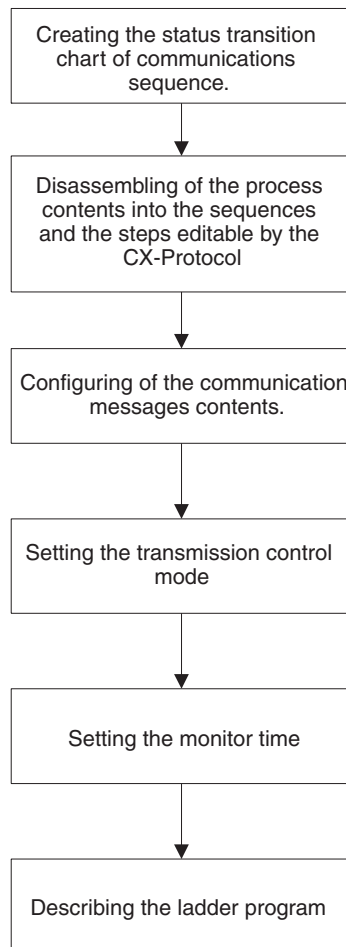 Creating the status transition
chart of communications
sequence.
Disassembling of the process
contents into the sequences
and the steps editable by the
CX-Protocol
Configuring of the communication
messages contents.
Setting the transmission control
mode
Setting the monitor time
Describing the ladder program